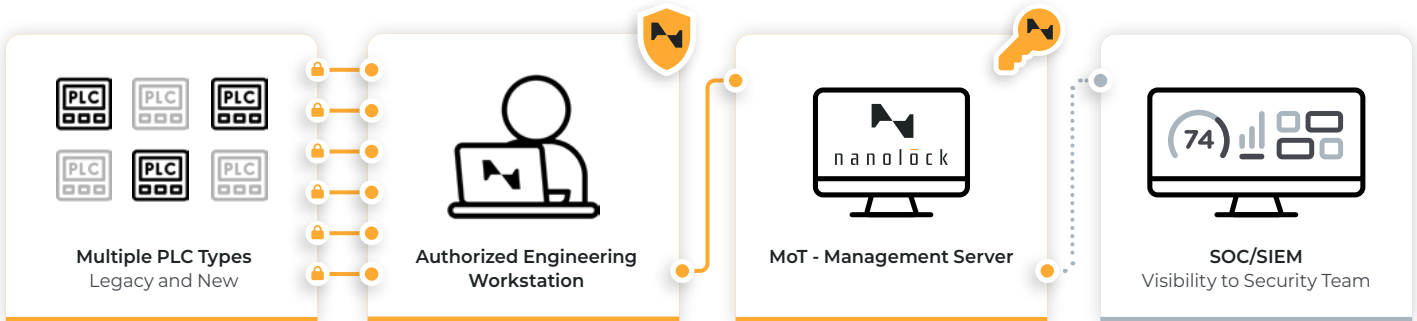 PLC PLC PLC
PLC PLC PLC
Multiple PLC Types
Legacy and New
Authorized Engineering
Workstation
nanolōck
MoT - Management Server
74
SOC/SIEM
Visibility to Security Team